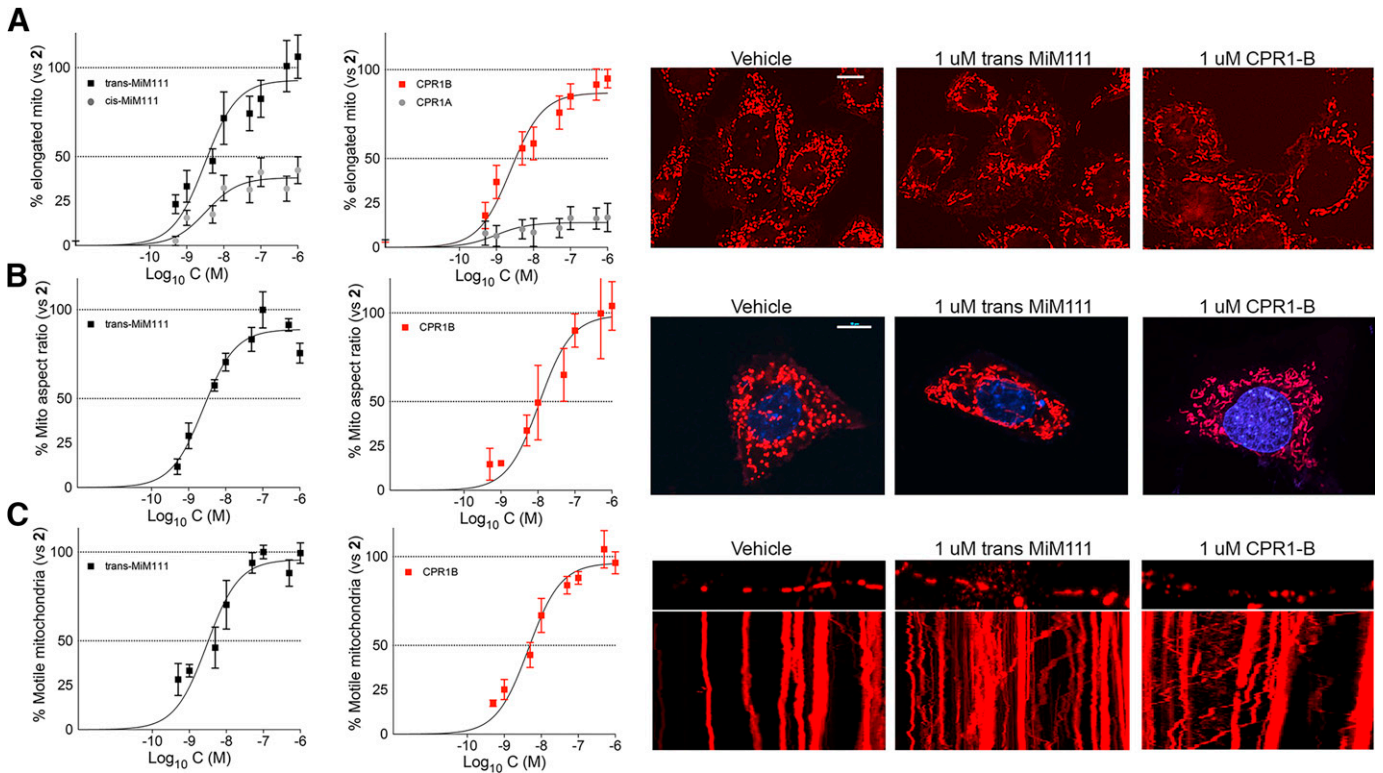 A
% elongated mito (vs 2)
100
50
25
0
trans-MiM111
cis-MiM111
-10 -9 -8 -7 -6
Log10 C (M)
% elongated mito (vs 2)
100
50
25
0
CPR1B
CPR1A
-10 -9 -8 -7 -6
Log10 C (M)
Vehicle
1 uM trans MiM111
1 uM CPR1-B
B
% Mito aspect ratio (vs 2)
100
50
25
0
trans-MiM111
-10 -9 -8 -7 -6
Log10 C (M)
% Mito aspect ratio (vs 2)
100
50
25
0
CPR1B
-10 -9 -8 -7 -6
Log10 C (M)
Vehicle
1 uM trans MiM111
1 uM CPR1-B
C
% Motile mitochondria (vs 2)
100
50
25
0
trans-MiM111
-10 -9 -8 -7 -6
Log10 C (M)
% Motile mitochondria (vs 2)
100
50
25
0
CPR1B
-10 -9 -8 -7 -6
Log10 C (M)
Vehicle
1 uM trans MiM111
1 uM CPR1-B